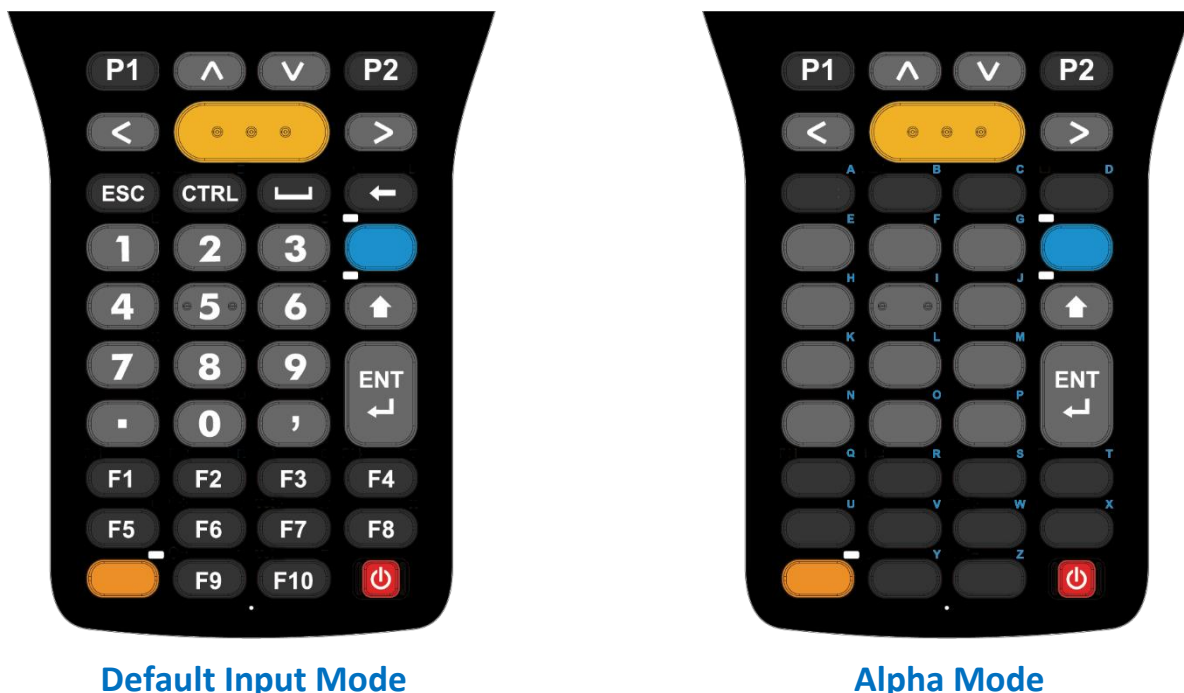 P1 ∧ ∨ P2
< >
ESC CTRL ←
1 2 3
4 5 6
7 8 9 ENT
. 0 ,
F1 F2 F3 F4
F5 F6 F7 F8
F9 F10
Default Input Mode
P1 ∧ ∨ P2
< >
A B C D
E F G
H I J
K L M
ENT
N O P
Q R S T
U V W X
Y Z
Alpha Mode